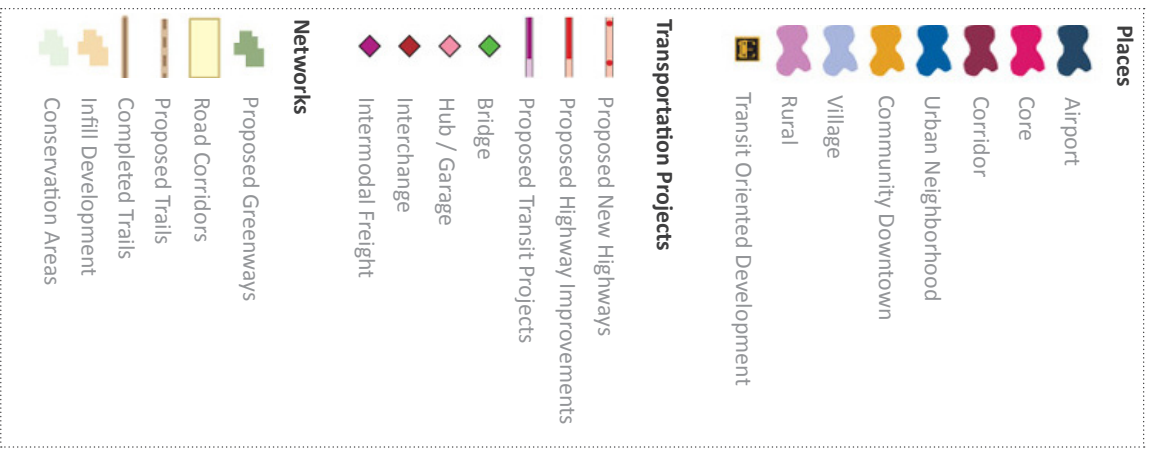 Places
Airport
Core
Corridor
Urban Neighborhood
Community Downtown
Village
Rural
Transit Oriented Development
Transportation Projects
Proposed New Highways
Proposed Highway Improvements
Proposed Transit Projects
Bridge
Hub / Garage
Interchange
Intermodal Freight
Networks
Proposed Greenways
Road Corridors
Proposed Trails
Completed Trails
Infill Development
Conservation Areas